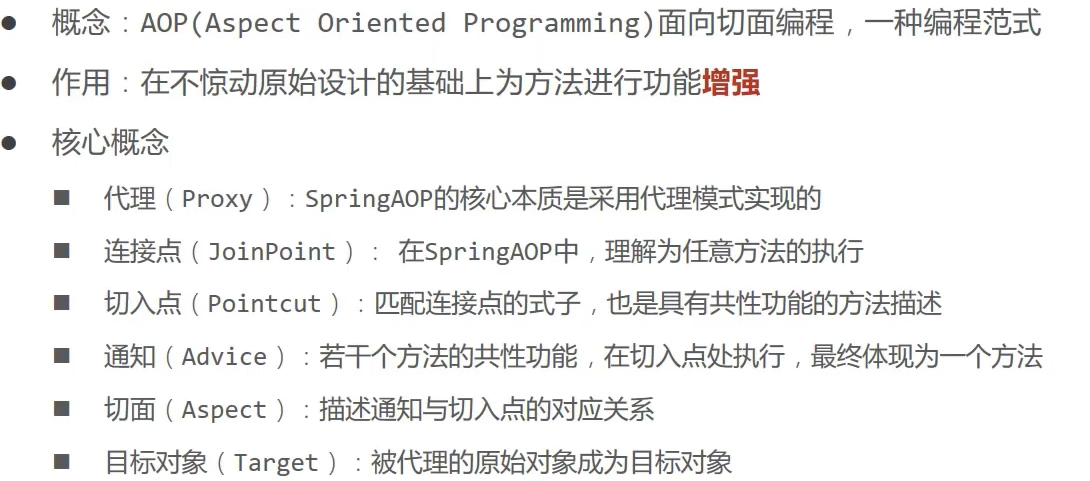 概念：AOP(Aspect Oriented Programming)面向切面编程，一种编程范式
作用：在不惊动原始设计的基础上为方法进行功能增强
核心概念
代理（Proxy）：SpringAOP的核心本质是采用代理模式实现的
连接点（JoinPoint）： 在SpringAOP中，理解为任意方法的执行
切入点（Pointcut）：匹配连接点的式子，也是具有共性功能的方法描述
通知（Advice）：若干个方法的共性功能，在切入点处执行，最终体现为一个方法
切面（Aspect）：描述通知与切入点的对应关系
目标对象（Target）：被代理的原始对象成为目标对象